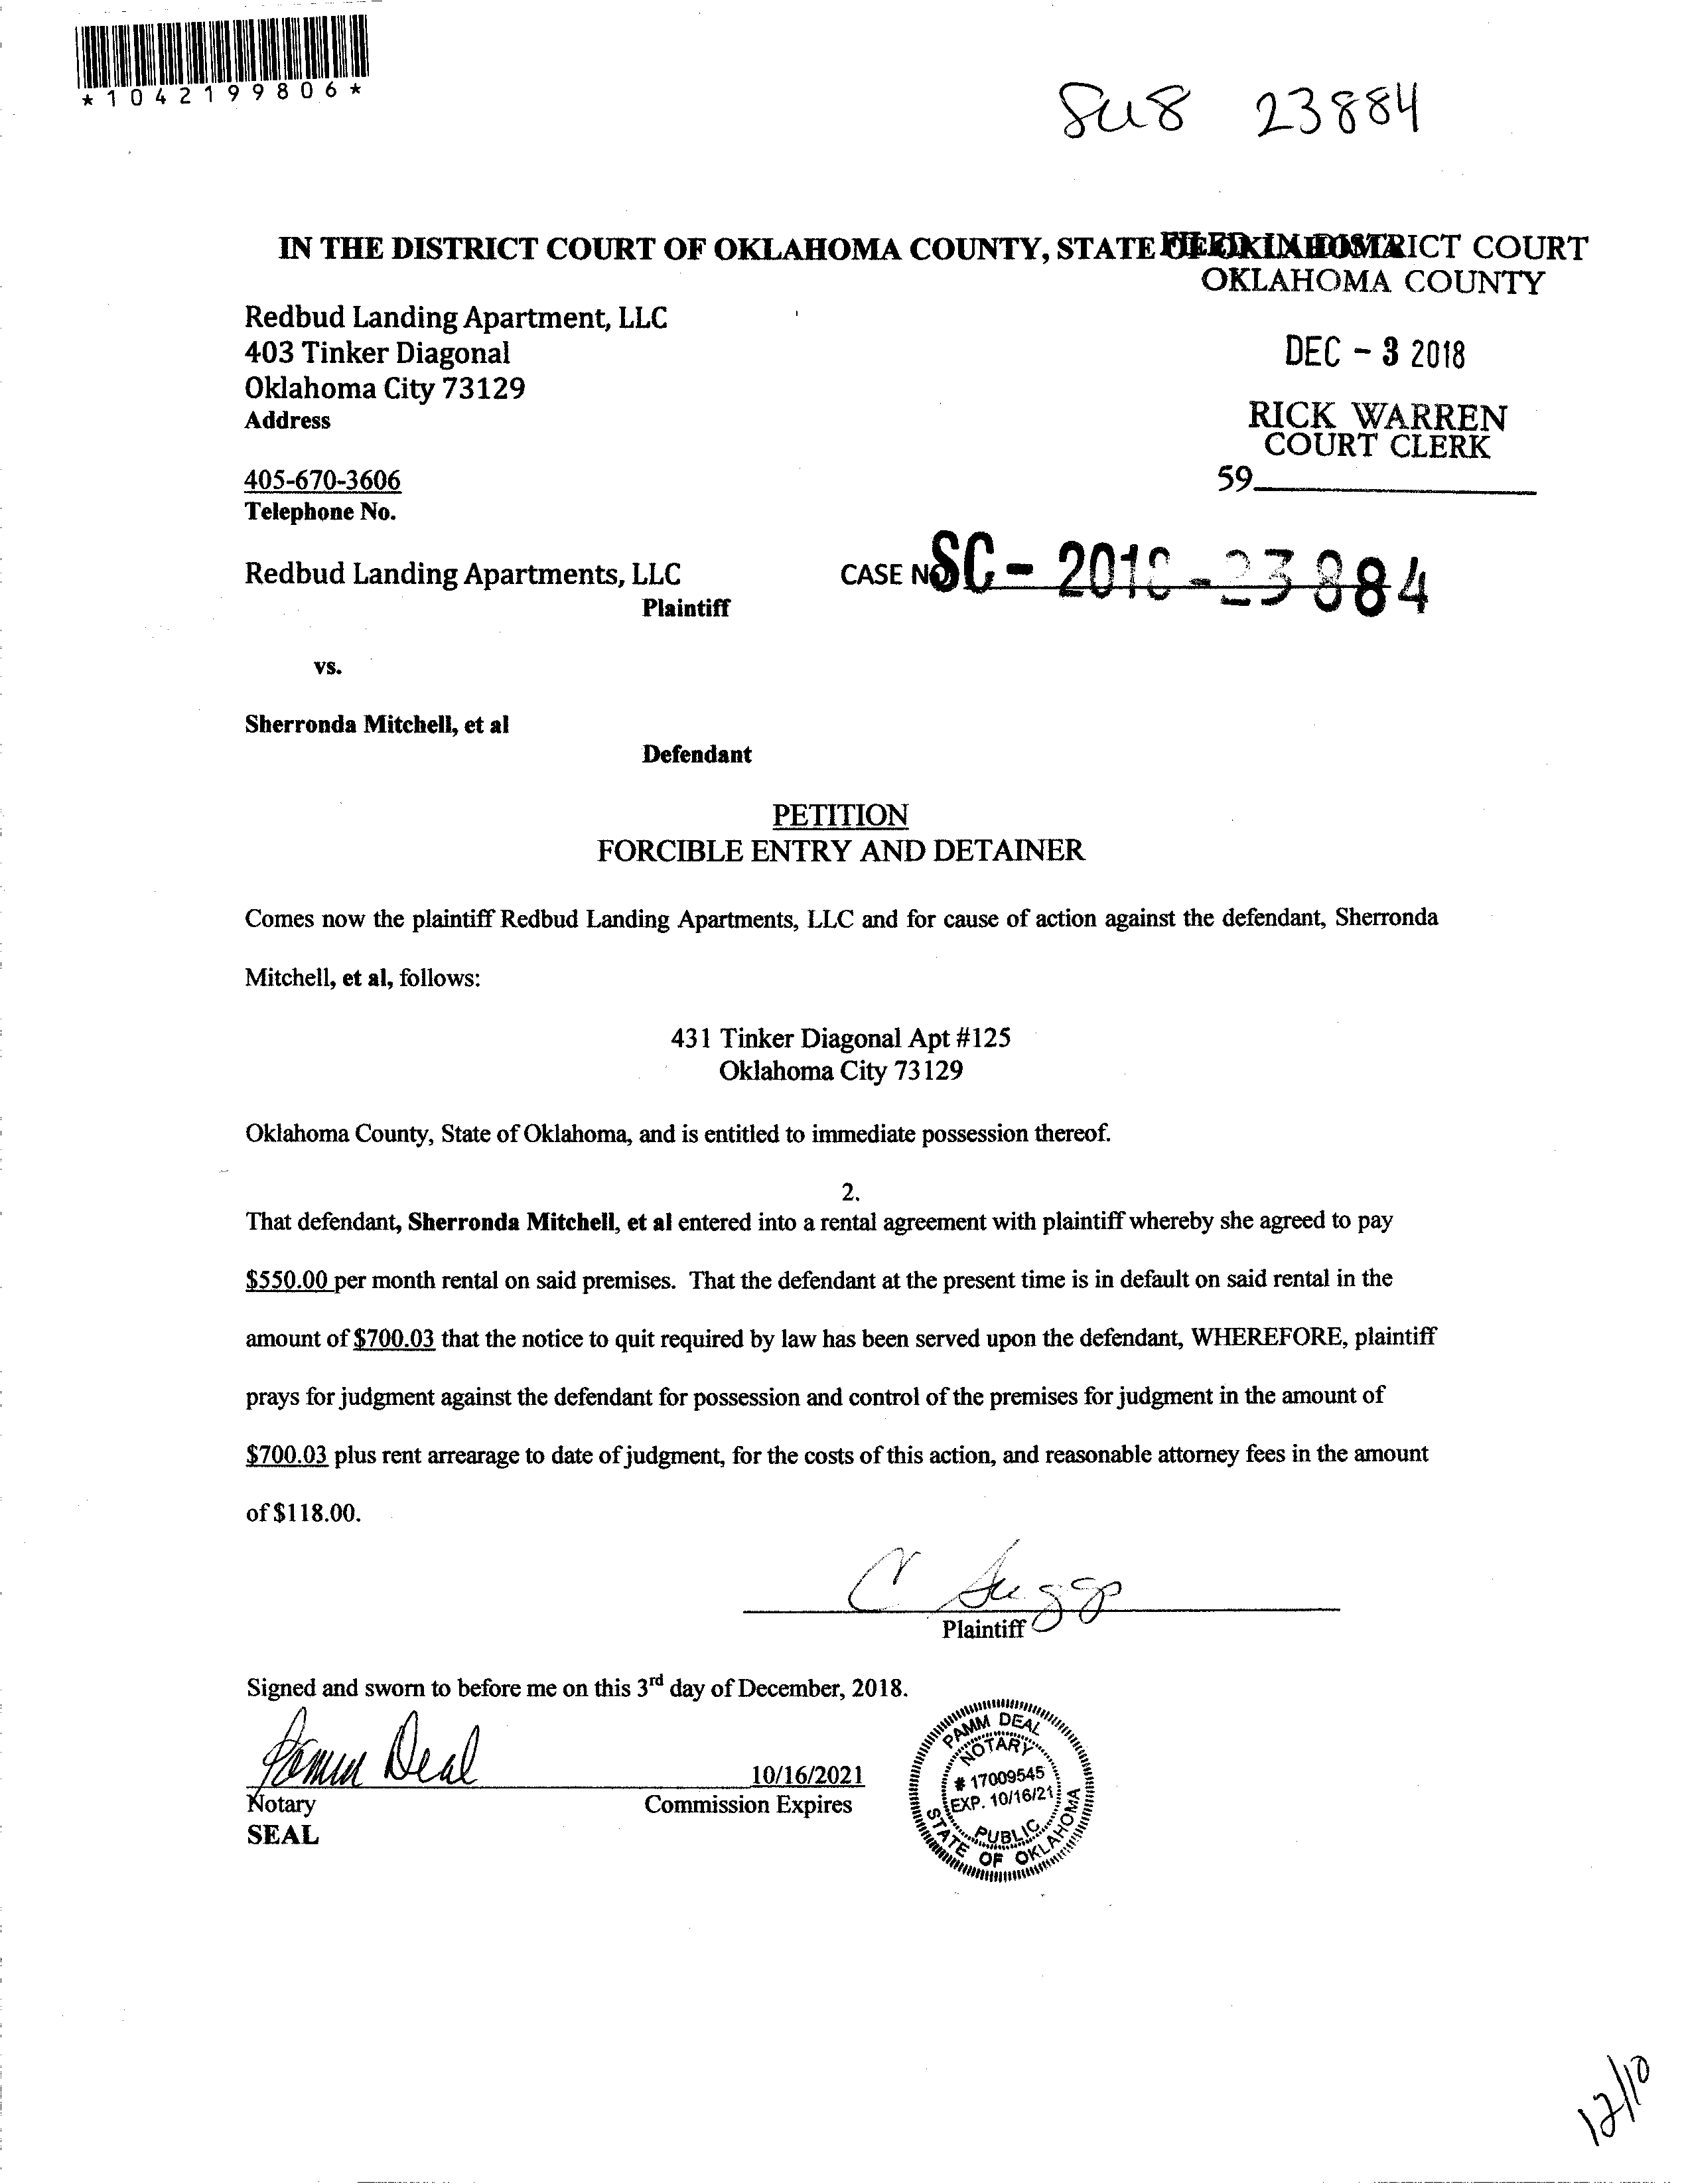 *1042199806*
23884
IN THE DISTRICT COURT OF OKLAHOMA COUNTY, STATE OF OKLAHOMA
FILED IN DISTRICT COURT
OKLAHOMA COUNTY
Redbud Landing Apartment, LLC
403 Tinker Diagonal
DEC - 3 2018
Oklahoma City 73129
Address
RICK WARREN
COURT CLERK
405-670-3606
59
Telephone No.
Redbud Landing Apartments, LLC
CASE NO SC - 2018 - 23884
Plaintiff
vs.
Sherronda Mitchell, et al
Defendant
PETITION
FORCIBLE ENTRY AND DETAINER
Comes now the plaintiff Redbud Landing Apartments, LLC and for cause of action against the defendant, Sherronda
Mitchell, et al, follows:
431 Tinker Diagonal Apt #125
Oklahoma City 73129
Oklahoma County, State of Oklahoma, and is entitled to immediate possession thereof.
2.
That defendant, Sherronda Mitchell, et al entered into a rental agreement with plaintiff whereby she agreed to pay
$550.00 per month rental on said premises. That the defendant at the present time is in default on said rental in the
amount of $700.03 that the notice to quit required by law has been served upon the defendant, WHEREFORE, plaintiff
prays for judgment against the defendant for possession and control of the premises for judgment in the amount of
$700.03 plus rent arrearage to date of judgment, for the costs of this action, and reasonable attorney fees in the amount
of $118.00.
C Suggs
Plaintiff
Signed and sworn to before me on this 3rd day of December, 2018.
Pamm Deal
10/16/2021
Notary
Commission Expires
SEAL
PAMM DEAL
NOTARY
# 17009545
EXP. 10/16/21
PUBLIC
STATE OF OKLAHOMA
12/10